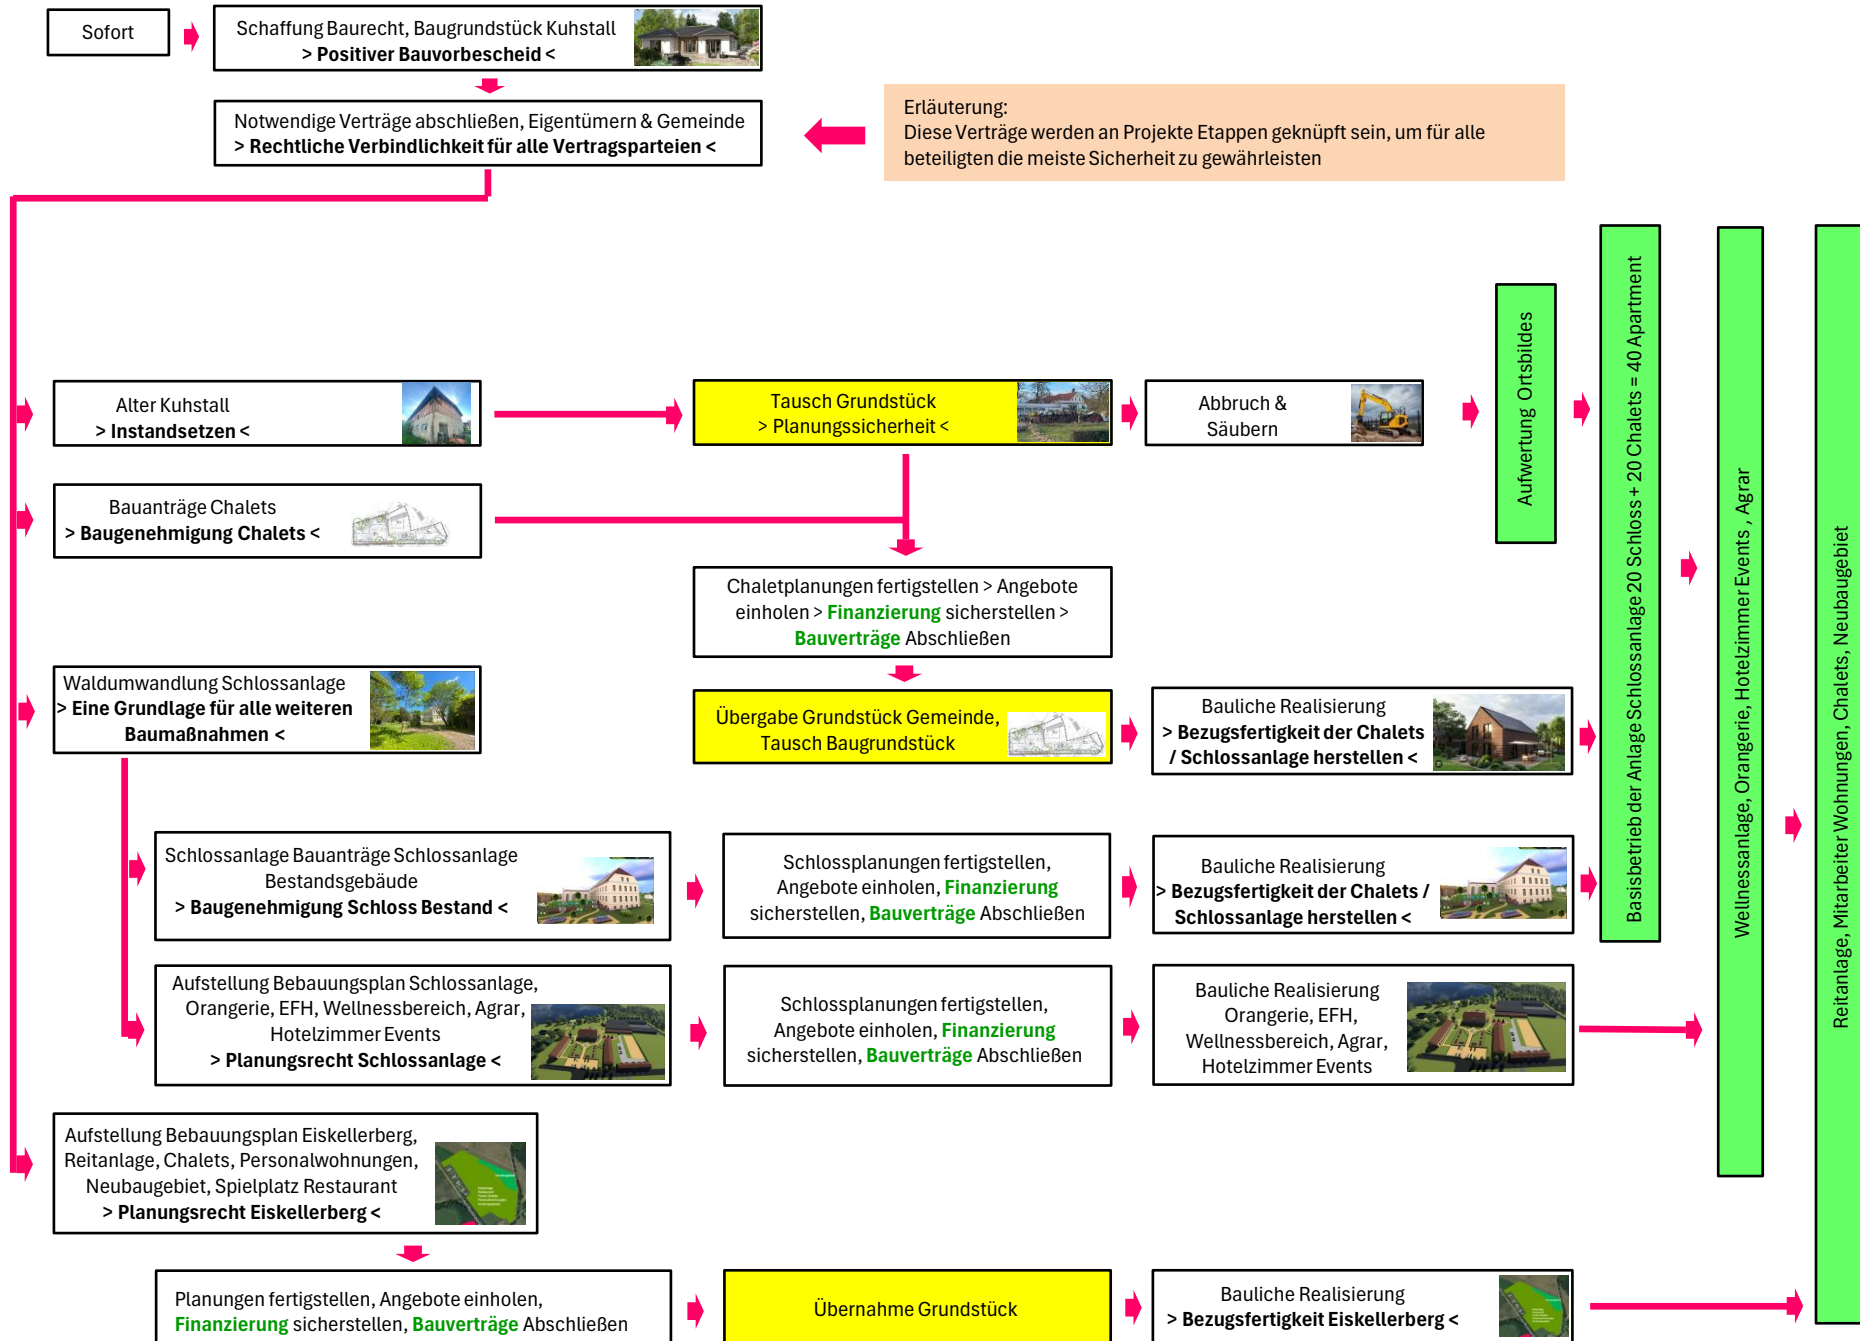 Sofort
Schaffung Baurecht, Baugrundstück Kuhstall
> Positiver Bauvorbescheid <
Notwendige Verträge abschließen, Eigentümern & Gemeinde
> Rechtliche Verbindlichkeit für alle Vertragsparteien <
Erläuterung:
Diese Verträge werden an Projekte Etappen geknüpft sein, um für alle
beteiligten die meiste Sicherheit zu gewährleisten
Alter Kuhstall
> Instandsetzen <
Tausch Grundstück
> Planungssicherheit <
Abbruch &
Säubern
Aufwertung Ortsbildes
Basisbetrieb der Anlage Schlossanlage 20 Schloss + 20 Chalets = 40 Apartment
Wellnessanlage, Orangerie, Hotelzimmer Events , Agrar
Reitanlage, Mitarbeiter Wohnungen, Chalets, Neubaugebiet
Bauanträge Chalets
> Baugenehmigung Chalets <
Chaletplanungen fertigstellen > Angebote
einholen > Finanzierung sicherstellen >
Bauverträge Abschließen
Waldumwandlung Schlossanlage
> Eine Grundlage für alle weiteren
Baumaßnahmen <
Übergabe Grundstück Gemeinde,
Tausch Baugrundstück
Bauliche Realisierung
> Bezugsfertigkeit der Chalets
/ Schlossanlage herstellen <
Schlossanlage Bauanträge Schlossanlage
Bestandsgebäude
> Baugenehmigung Schloss Bestand <
Schlossplanungen fertigstellen,
Angebote einholen, Finanzierung
sicherstellen, Bauverträge Abschließen
Bauliche Realisierung
> Bezugsfertigkeit der Chalets /
Schlossanlage herstellen <
Aufstellung Bebauungsplan Schlossanlage,
Orangerie, EFH, Wellnessbereich, Agrar,
Hotelzimmer Events
> Planungsrecht Schlossanlage <
Schlossplanungen fertigstellen,
Angebote einholen, Finanzierung
sicherstellen, Bauverträge Abschließen
Bauliche Realisierung
Orangerie, EFH,
Wellnessbereich, Agrar,
Hotelzimmer Events
Aufstellung Bebauungsplan Eiskellerberg,
Reitanlage, Chalets, Personalwohnungen,
Neubaugebiet, Spielplatz Restaurant
> Planungsrecht Eiskellerberg <
Planungen fertigstellen, Angebote einholen,
Finanzierung sicherstellen, Bauverträge Abschließen
Übernahme Grundstück
Bauliche Realisierung
> Bezugsfertigkeit Eiskellerberg <